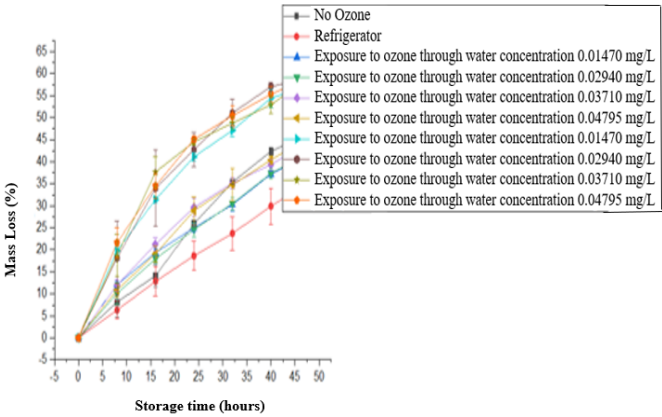 No Ozone
Refrigerator
Exposure to ozone through water concentration 0.01470 mg/L
Exposure to ozone through water concentration 0.02940 mg/L
Exposure to ozone through water concentration 0.03710 mg/L
Exposure to ozone through water concentration 0.04795 mg/L
Exposure to ozone through water concentration 0.01470 mg/L
Exposure to ozone through water concentration 0.02940 mg/L
Exposure to ozone through water concentration 0.03710 mg/L
Exposure to ozone through water concentration 0.04795 mg/L
Mass Loss (%)
65
60
55
50
45
40
35
30
25
20
15
10
5
0
-5
-5 0 5 10 15 20 25 30 35 40 45 50
Storage time (hours)